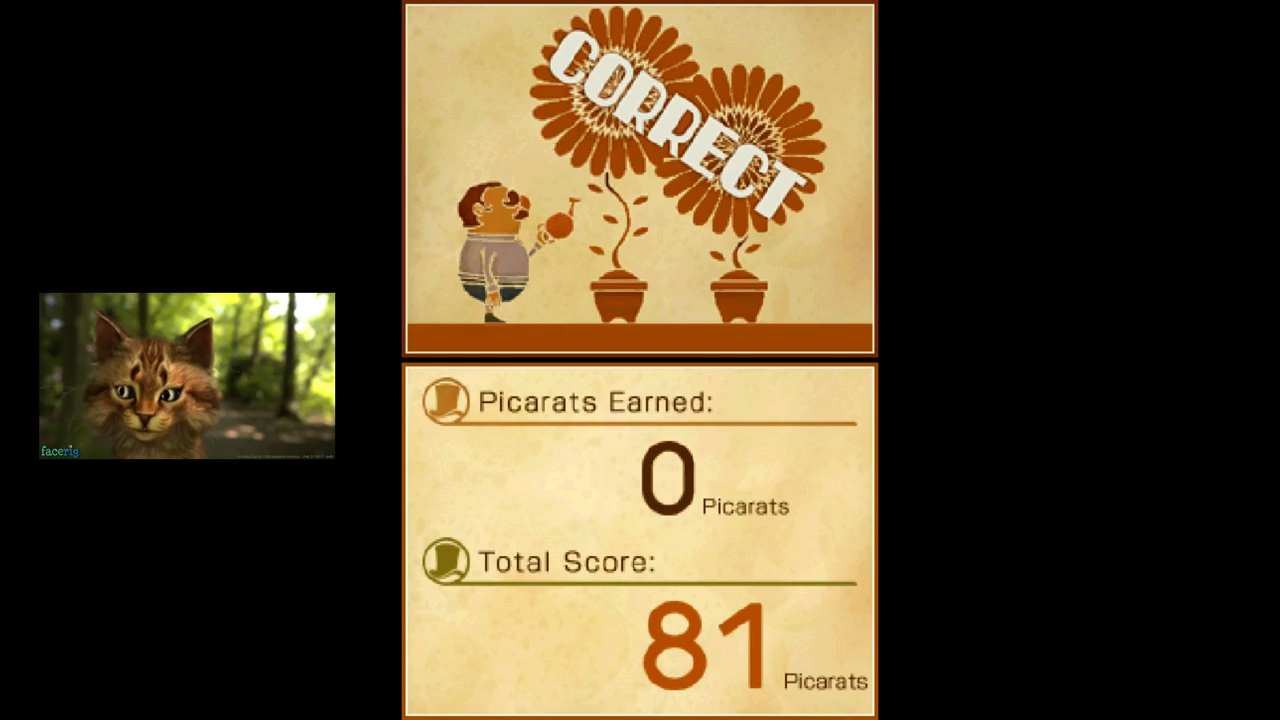 CORRECT
Picarats Earned:
0 Picarats
Total Score:
81 Picarats
facerig